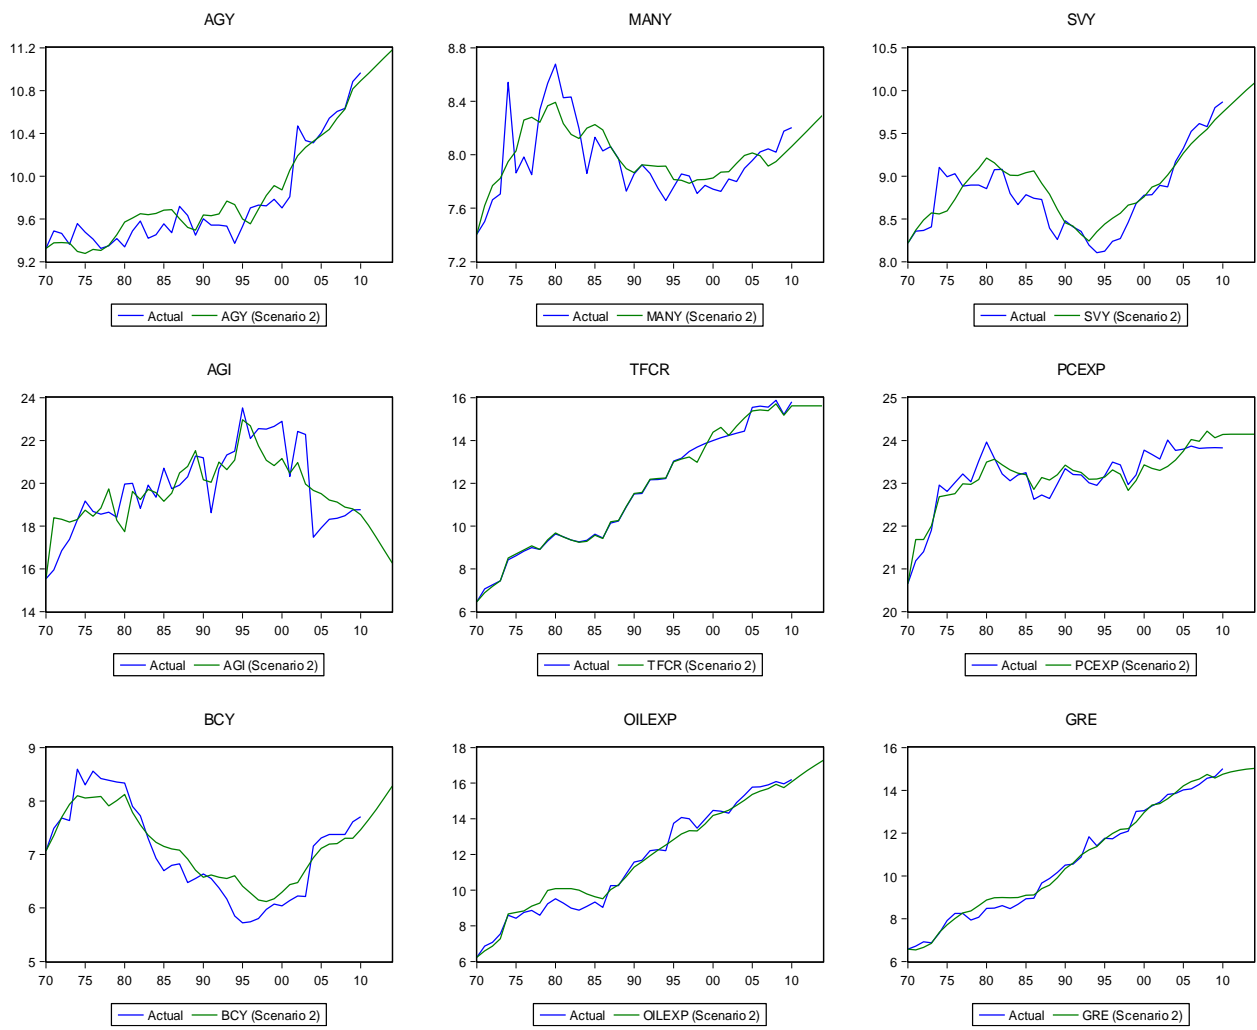 AGY
11.2
10.8
10.4
10.0
9.6
9.2
70 75 80 85 90 95 00 05 10
Actual AGY (Scenario 2)
MANY
8.8
8.4
8.0
7.6
7.2
70 75 80 85 90 95 00 05 10
Actual MANY (Scenario 2)
SVY
10.5
10.0
9.5
9.0
8.5
8.0
70 75 80 85 90 95 00 05 10
Actual SVY (Scenario 2)
AGI
24
22
20
18
16
14
70 75 80 85 90 95 00 05 10
Actual AGI (Scenario 2)
TFCR
16
14
12
10
8
6
70 75 80 85 90 95 00 05 10
Actual TFCR (Scenario 2)
PCEXP
25
24
23
22
21
20
70 75 80 85 90 95 00 05 10
Actual PCEXP (Scenario 2)
BCY
9
8
7
6
5
70 75 80 85 90 95 00 05 10
Actual BCY (Scenario 2)
OILEXP
18
16
14
12
10
8
6
70 75 80 85 90 95 00 05 10
Actual OILEXP (Scenario 2)
GRE
16
14
12
10
8
6
70 75 80 85 90 95 00 05 10
Actual GRE (Scenario 2)